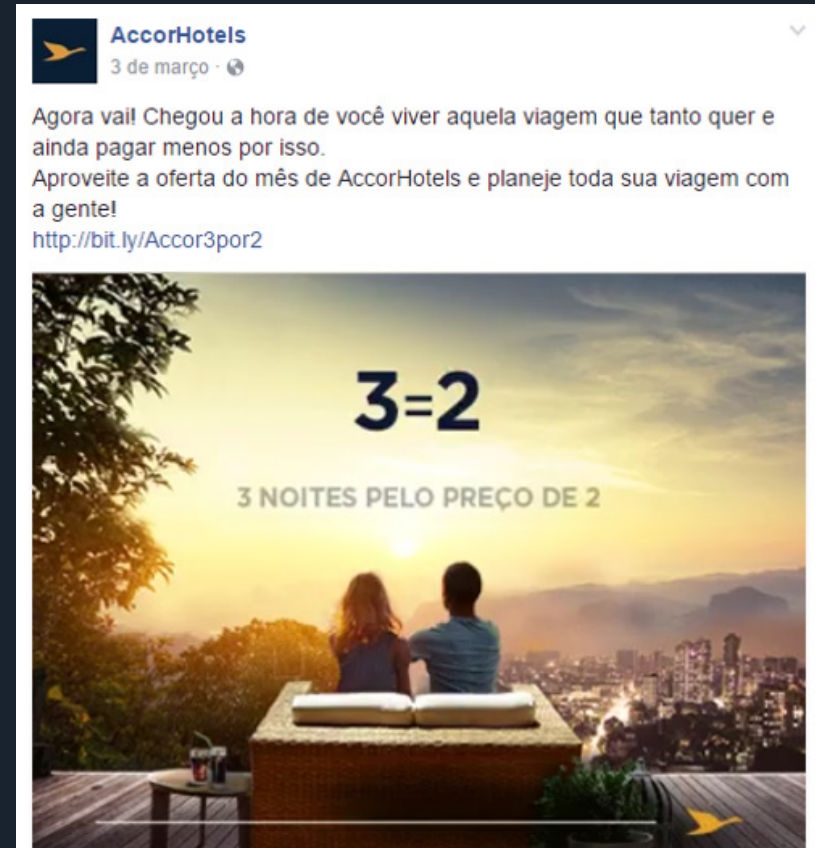 AccorHotels
3 de março ·
Agora vai! Chegou a hora de você viver aquela viagem que tanto quer e
ainda pagar menos por isso.
Aproveite a oferta do mês de AccorHotels e planeje toda sua viagem com
a gente!
http://bit.ly/Accor3por2
3=2
3 NOITES PELO PREÇO DE 2